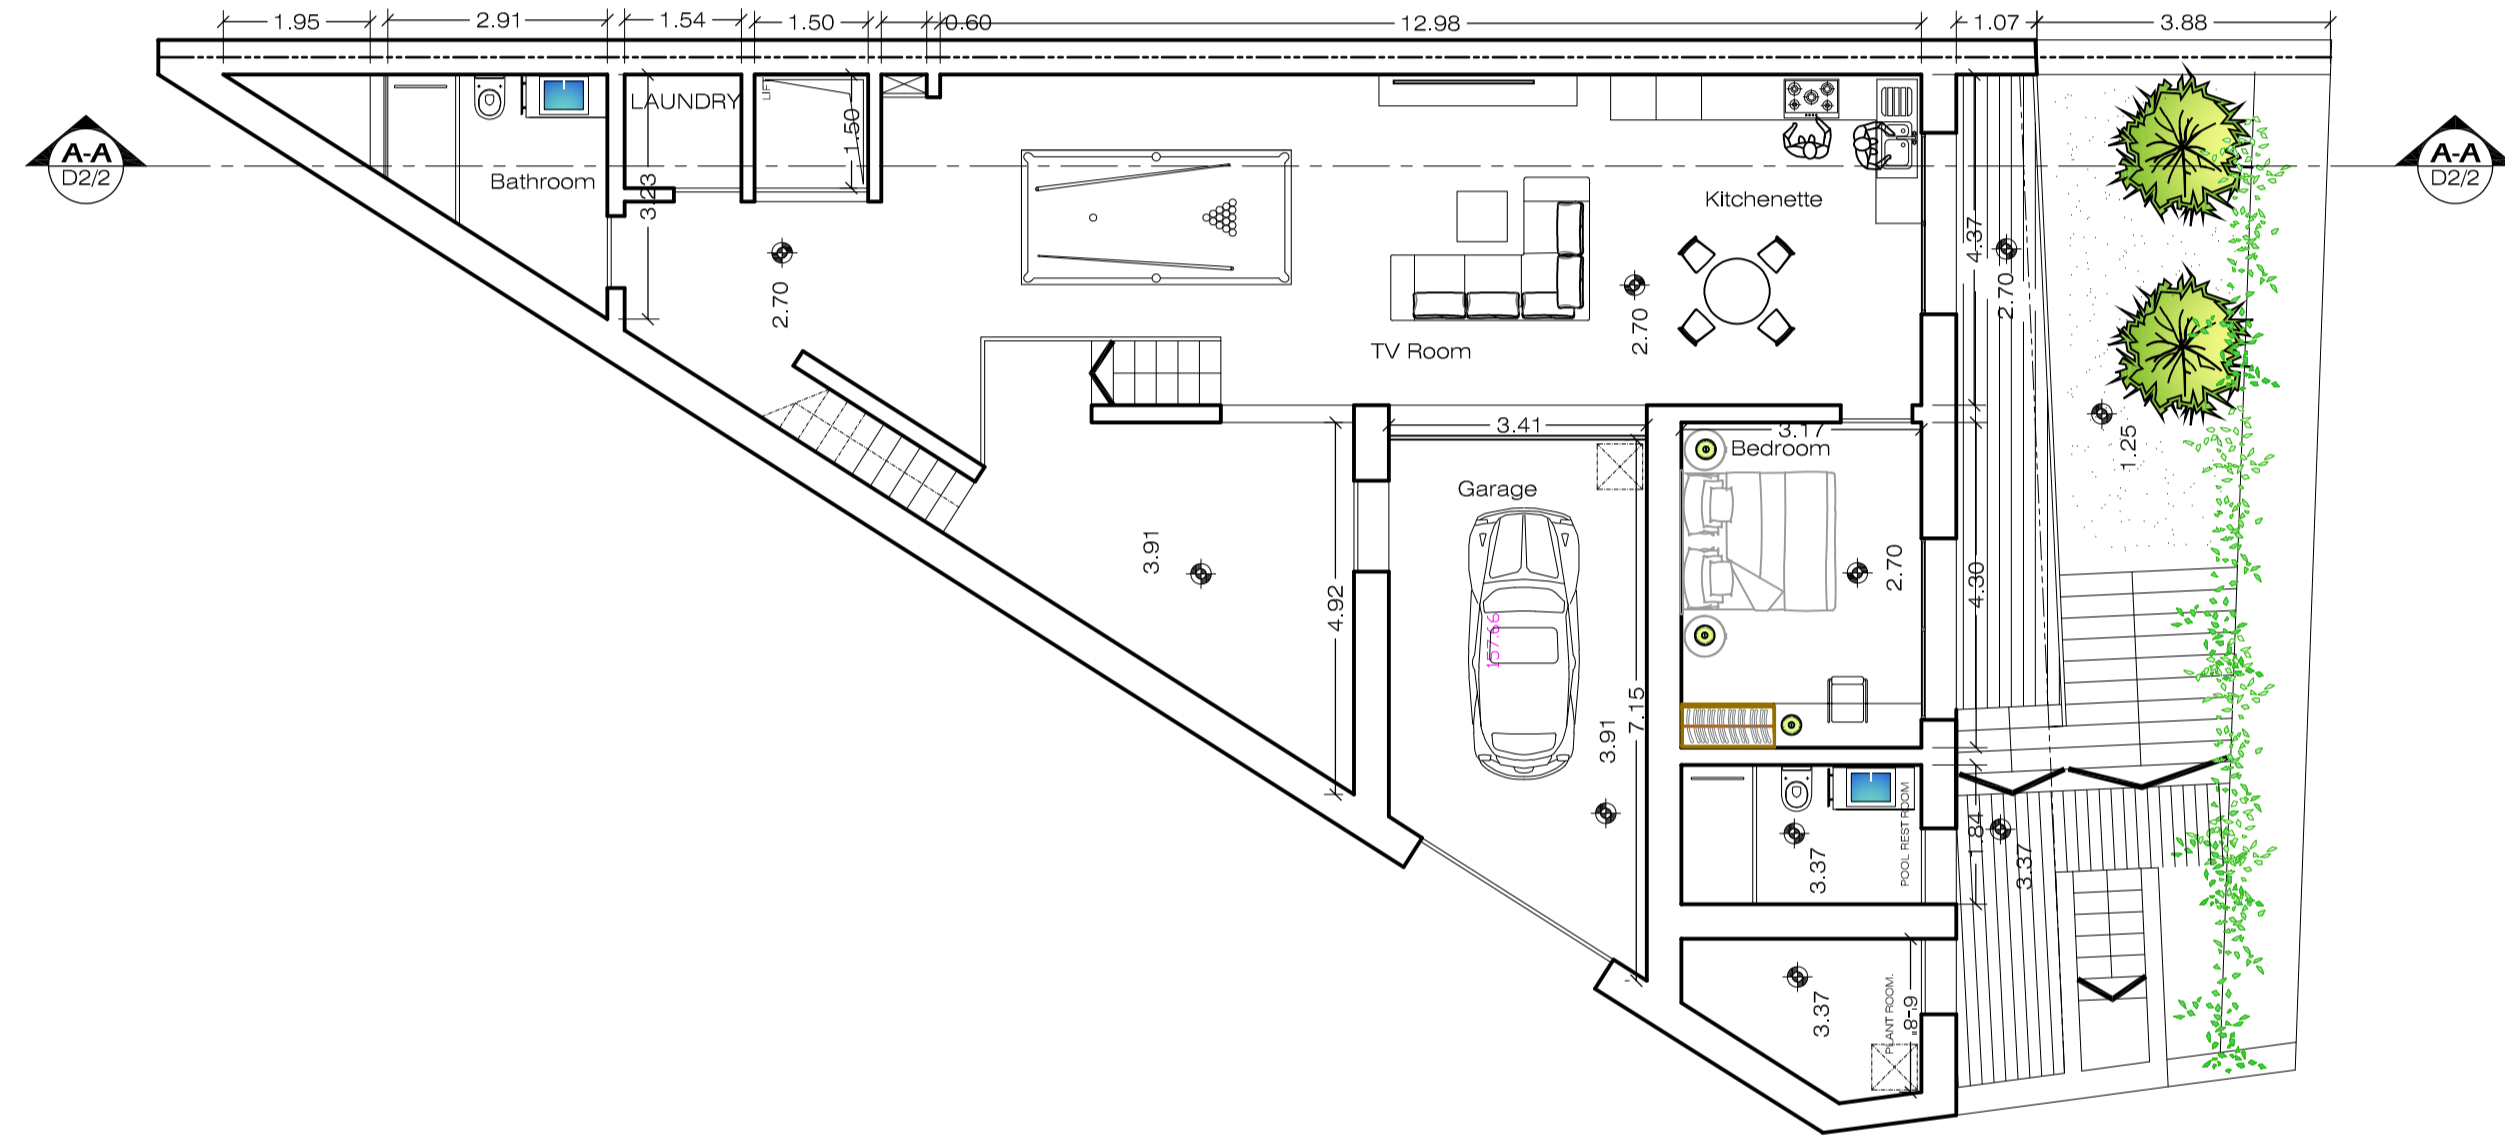 1.95
2.91
1.54
1.50
0.60
12.98
1.07
3.88
LAUNDRY
LIFT
1.50
A-A
D2/2
A-A
D2/2
Bathroom
3.23
Kitchenette
4.37
2.70
2.70
2.70
TV Room
1.25
3.41
3.17
Bedroom
Garage
3.91
2.70
4.92
4.30
157.66
7.15
3.91
POOL REST ROOM
1.84
3.37
3.37
3.37
PLANT ROOM.